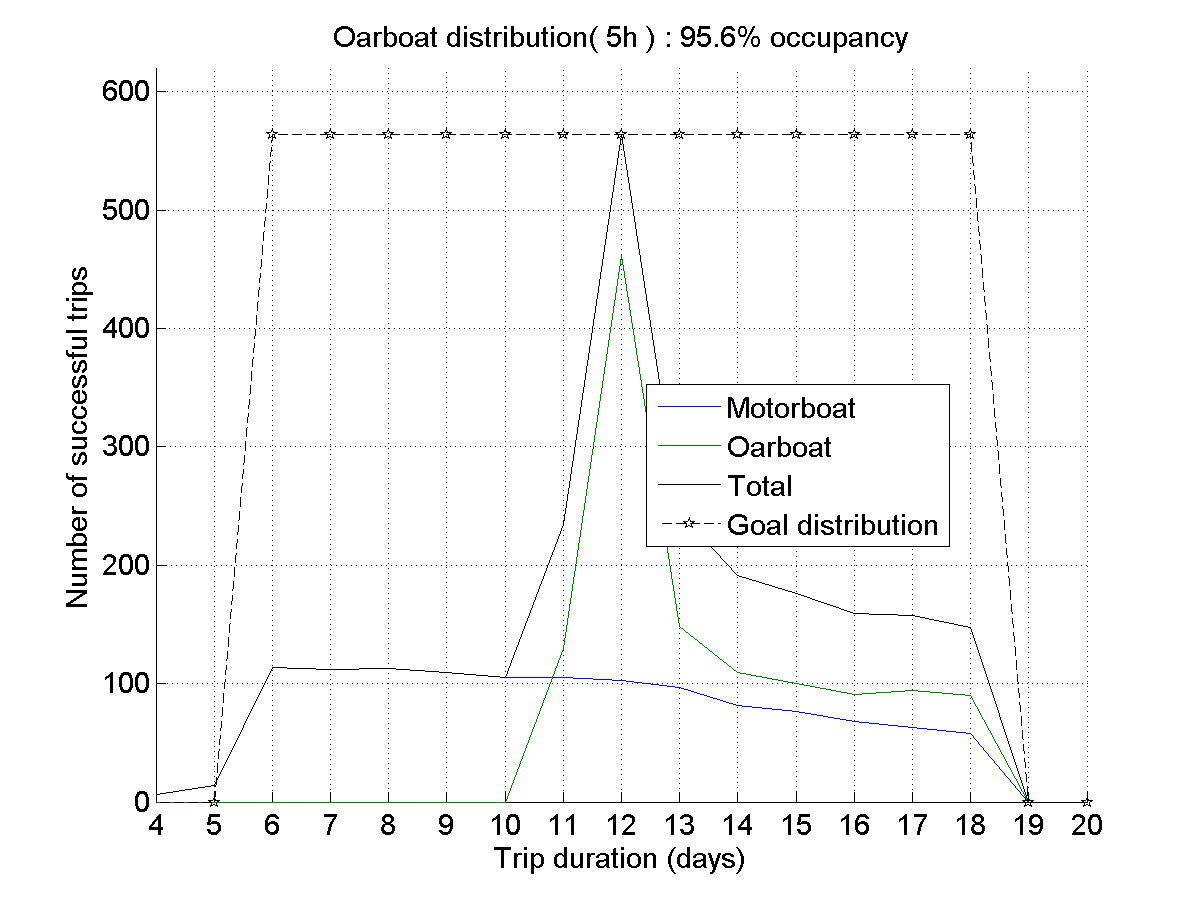 Oarboat distribution( 5h ) : 95.6% occupancy
Number of successful trips
600
500
400
300
200
100
0
Motorboat
Oarboat
Total
Goal distribution
4 5 6 7 8 9 10 11 12 13 14 15 16 17 18 19 20
Trip duration (days)